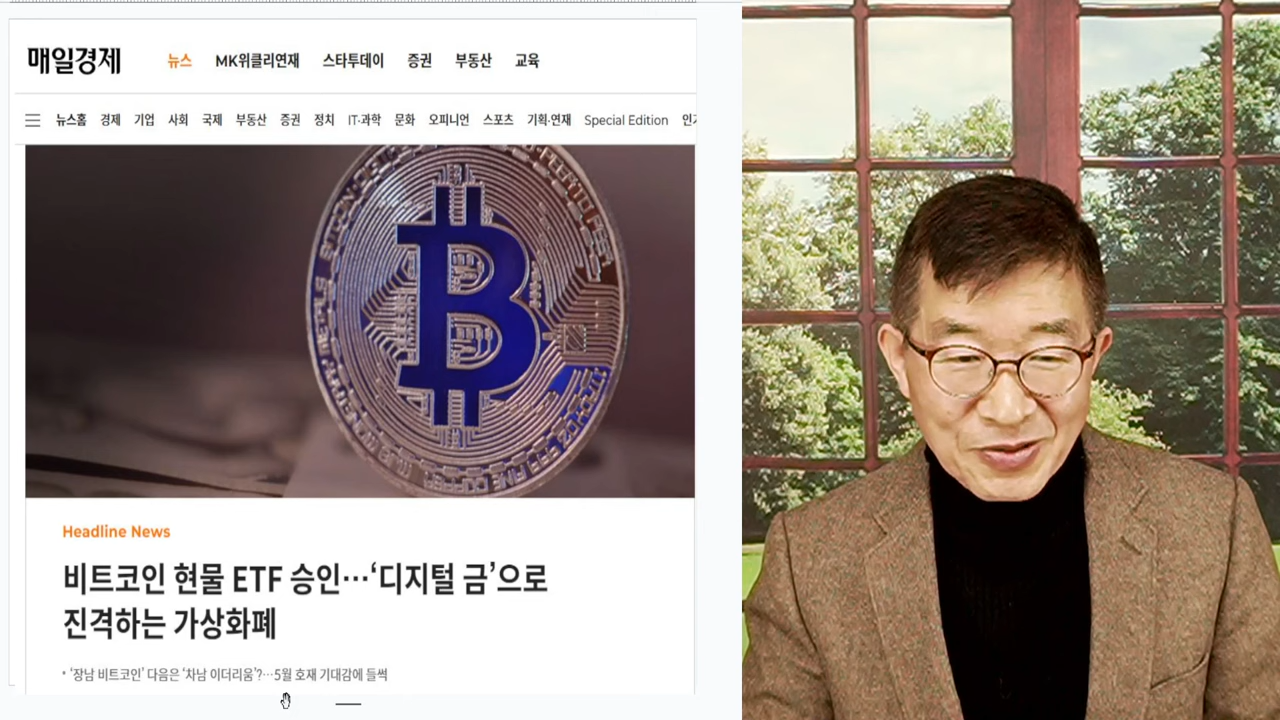 매일경제
뉴스 MK위클리연재 스타투데이 증권 부동산 교육
뉴스홈 경제 기업 사회 국제 부동산 증권 정치 IT·과학 문화 오피니언 스포츠 기획·연재 Special Edition
Headline News
비트코인 현물 ETF 승인…‘디지털 금’으로
진격하는 가상화폐
• ‘장남 비트코인’ 다음은 ‘차남 이더리움’?…5월 호재 기대감에 들썩